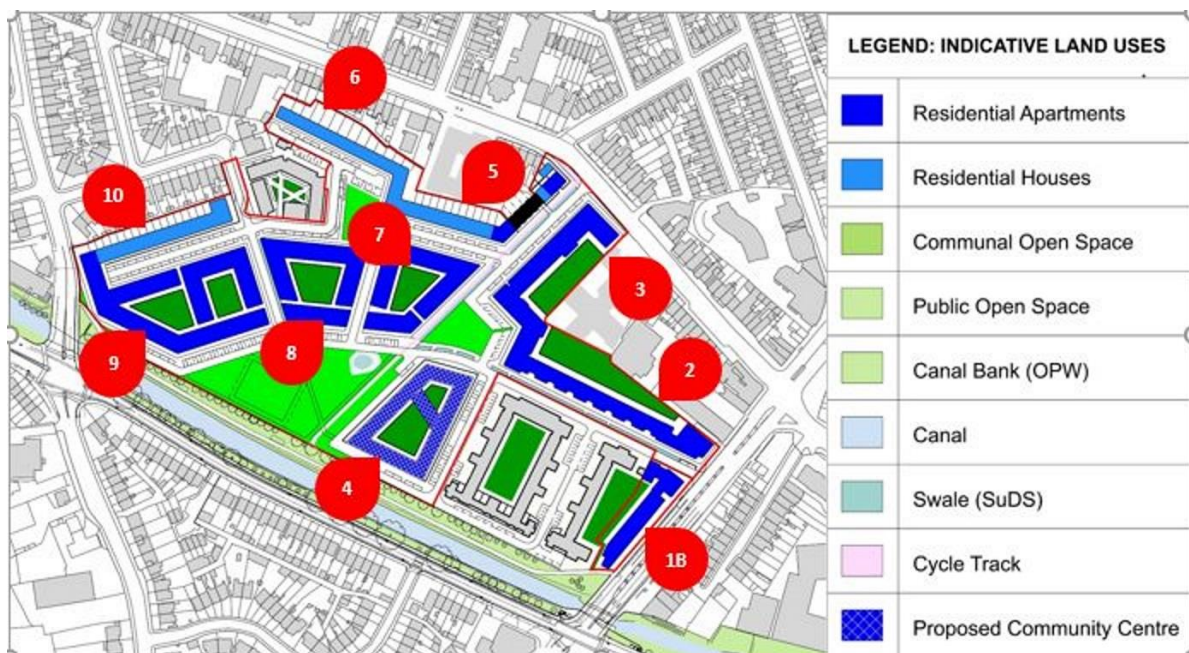 6
5
10
7
3
2
9
8
4
1B
LEGEND: INDICATIVE LAND USES
Residential Apartments
Residential Houses
Communal Open Space
Public Open Space
Canal Bank (OPW)
Canal
Swale (SuDS)
Cycle Track
Proposed Community Centre